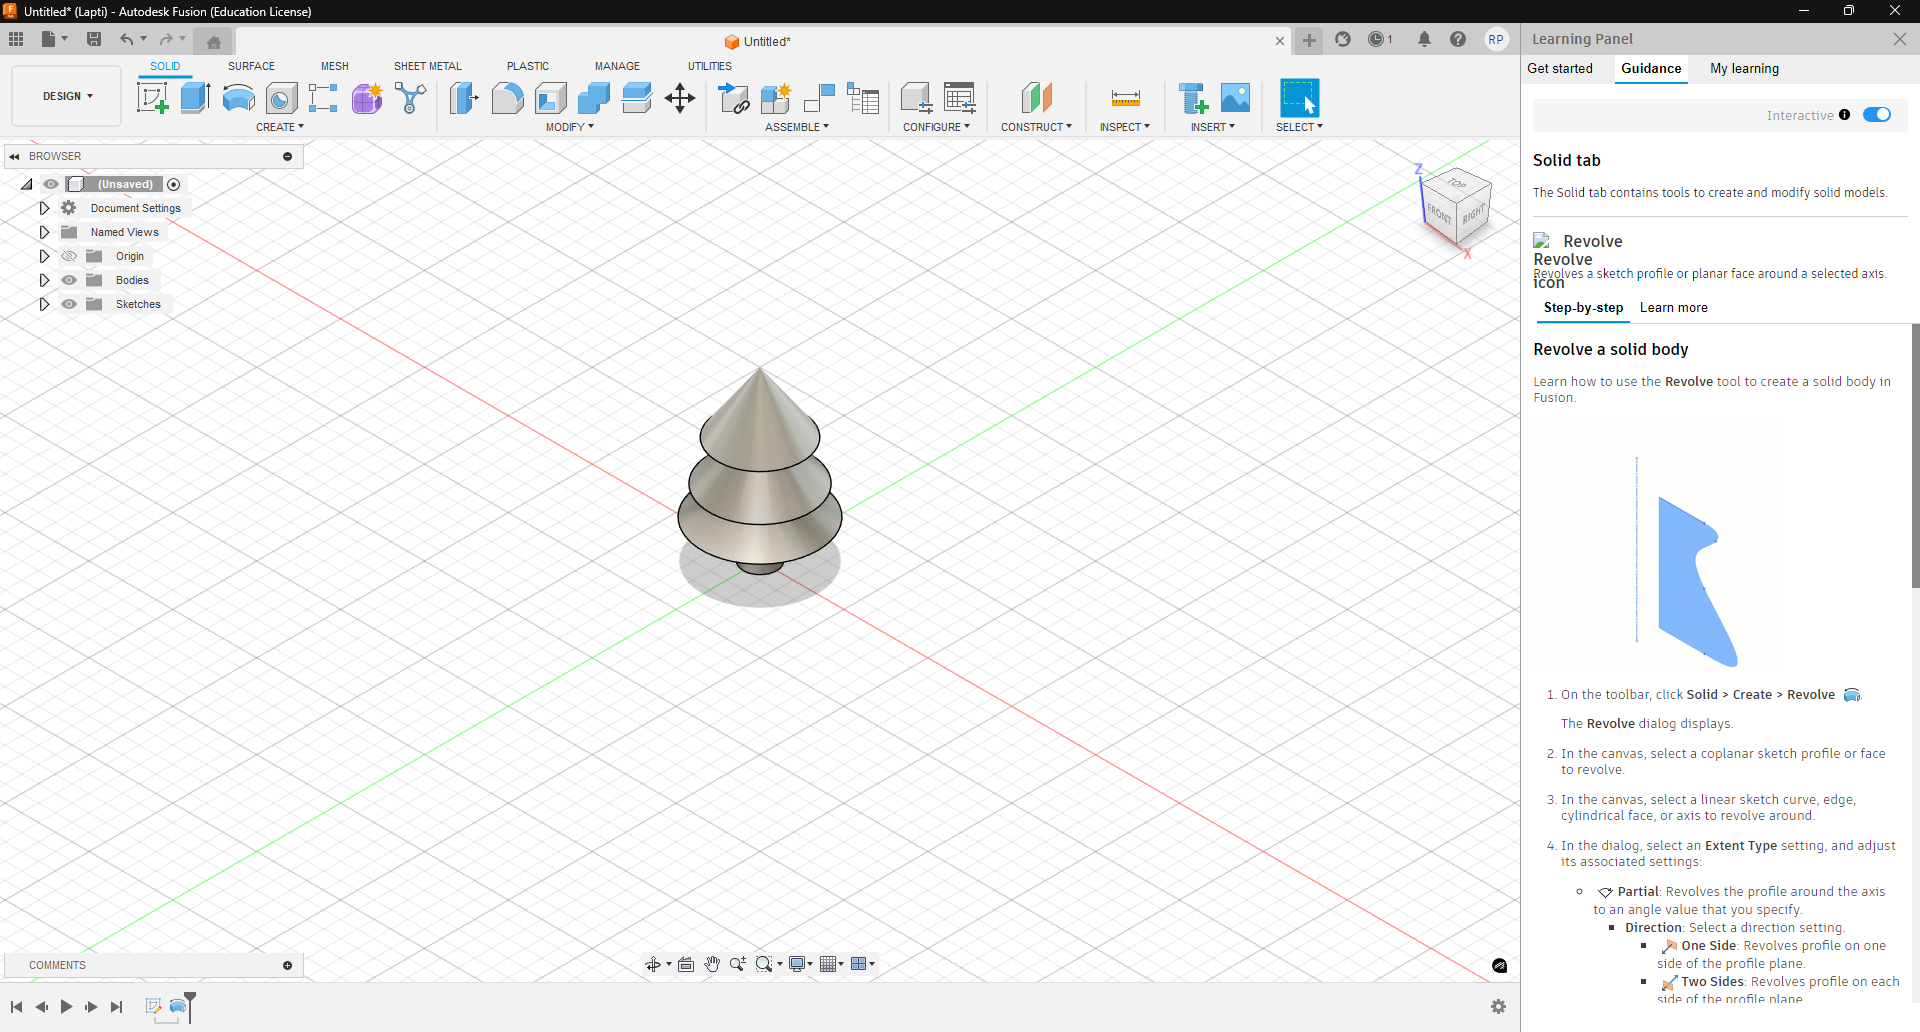 Untitled* (Lapti) - Autodesk Fusion (Education License)
Untitled*
1
RP
DESIGN
SOLID
SURFACE
MESH
SHEET METAL
PLASTIC
MANAGE
UTILITIES
CREATE
MODIFY
ASSEMBLE
CONFIGURE
CONSTRUCT
INSPECT
INSERT
SELECT
BROWSER
(Unsaved)
Document Settings
Named Views
Origin
Bodies
Sketches
Z
TOP
FRONT
RIGHT
X
COMMENTS
Learning Panel
Get started
Guidance
My learning
Interactive
Solid tab
The Solid tab contains tools to create and modify solid models.
Revolve
Revolve
icon
Revolves a sketch profile or planar face around a selected axis.
Step-by-step
Learn more
Revolve a solid body
Learn how to use the Revolve tool to create a solid body in
Fusion.
1. On the toolbar, click Solid > Create > Revolve .
The Revolve dialog displays.
2. In the canvas, select a coplanar sketch profile or face
to revolve.
3. In the canvas, select a linear sketch curve, edge,
cylindrical face, or axis to revolve around.
4. In the dialog, select an Extent Type setting, and adjust
its associated settings:
Partial: Revolves the profile around the axis
to an angle value that you specify.
Direction: Select a direction setting.
One Side: Revolves profile on one
side of the profile plane.
Two Sides: Revolves profile on each
side of the profile plane